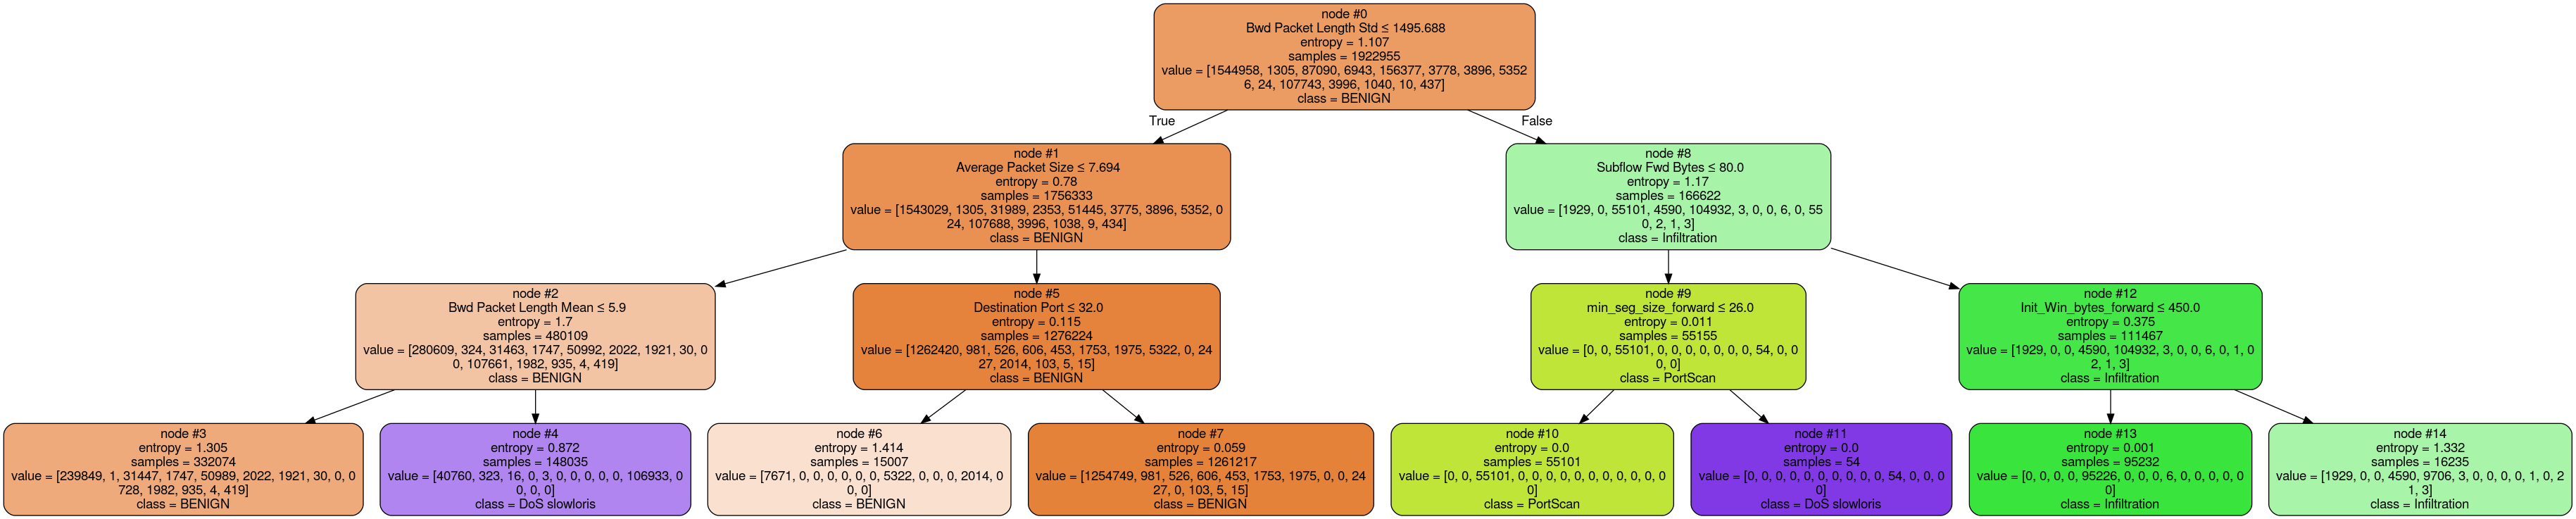 node #0
Bwd Packet Length Std ≤ 1495.688
entropy = 1.107
samples = 1922955
value = [1544958, 1305, 87090, 6943, 156377, 3778, 3896, 5352
6, 24, 107743, 3996, 1040, 10, 437]
class = BENIGN
True
False
node #1
Average Packet Size ≤ 7.694
entropy = 0.78
samples = 1756333
value = [1543029, 1305, 31989, 2353, 51445, 3775, 3896, 5352, 0
24, 107688, 3996, 1038, 9, 434]
class = BENIGN
node #8
Subflow Fwd Bytes ≤ 80.0
entropy = 1.17
samples = 166622
value = [1929, 0, 55101, 4590, 104932, 3, 0, 0, 6, 0, 55
0, 2, 1, 3]
class = Infiltration
node #2
Bwd Packet Length Mean ≤ 5.9
entropy = 1.7
samples = 480109
value = [280609, 324, 31463, 1747, 50992, 2022, 1921, 30, 0, 0
0, 107661, 1982, 935, 4, 419]
class = BENIGN
node #5
Destination Port ≤ 32.0
entropy = 0.115
samples = 1276224
value = [1262420, 981, 526, 606, 453, 1753, 1975, 5322, 0, 24
27, 2014, 103, 5, 15]
class = BENIGN
node #9
min_seg_size_forward ≤ 26.0
entropy = 0.011
samples = 55155
value = [0, 0, 55101, 0, 0, 0, 0, 0, 0, 0, 54, 0, 0
0, 0]
class = PortScan
node #12
Init_Win_bytes_forward ≤ 450.0
entropy = 0.375
samples = 111467
value = [1929, 0, 0, 4590, 104932, 3, 0, 0, 6, 0, 1, 0
2, 1, 3]
class = Infiltration
node #3
entropy = 1.305
samples = 332074
value = [239849, 1, 31447, 1747, 50989, 2022, 1921, 30, 0, 0
728, 1982, 935, 4, 419]
class = BENIGN
node #4
entropy = 0.872
samples = 148035
value = [40760, 323, 16, 0, 3, 0, 0, 0, 0, 0, 106933, 0
0, 0, 0]
class = DoS slowloris
node #6
entropy = 1.414
samples = 15007
value = [7671, 0, 0, 0, 0, 0, 0, 5322, 0, 0, 0, 2014, 0
0, 0]
class = BENIGN
node #7
entropy = 0.059
samples = 1261217
value = [1254749, 981, 526, 606, 453, 1753, 1975, 0, 0, 24
27, 0, 103, 5, 15]
class = BENIGN
node #10
entropy = 0.0
samples = 55101
value = [0, 0, 55101, 0, 0, 0, 0, 0, 0, 0, 0, 0, 0, 0
0]
class = PortScan
node #11
entropy = 0.0
samples = 54
value = [0, 0, 0, 0, 0, 0, 0, 0, 0, 0, 54, 0, 0, 0
0]
class = DoS slowloris
node #13
entropy = 0.001
samples = 95232
value = [0, 0, 0, 0, 95226, 0, 0, 0, 6, 0, 0, 0, 0, 0
0]
class = Infiltration
node #14
entropy = 1.332
samples = 16235
value = [1929, 0, 0, 4590, 9706, 3, 0, 0, 0, 0, 1, 0, 2
1, 3]
class = Infiltration